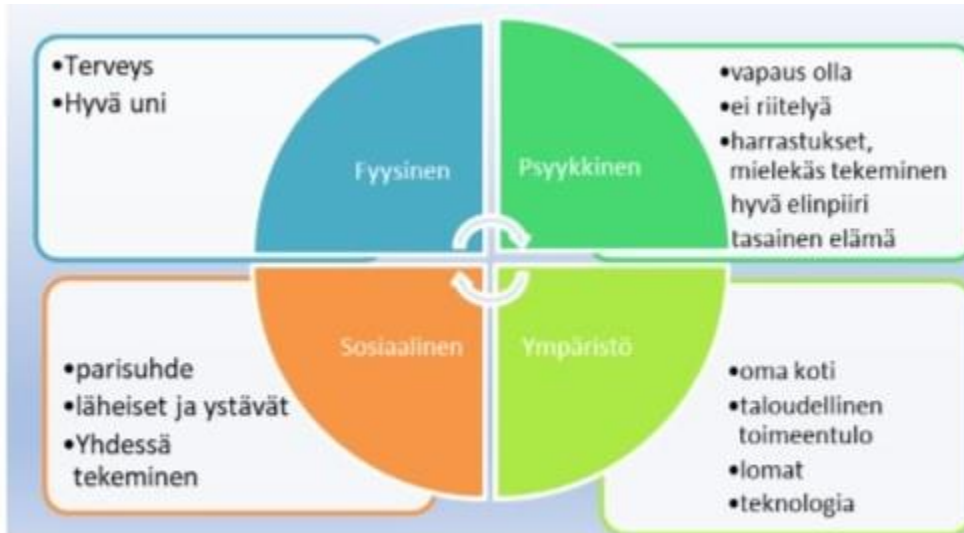 •Terveys
•Hyvä uni
Fyysinen
Psyykkinen
•vapaus olla
•ei riitelyä
•harrastukset,
mielekäs tekeminen
hyvä elinpiiri
tasainen elämä
Sosiaalinen
•parisuhde
•läheiset ja ystävät
•Yhdessä
tekeminen
Ympäristö
•oma koti
•taloudellinen
toimeentulo
•lomat
•teknologia